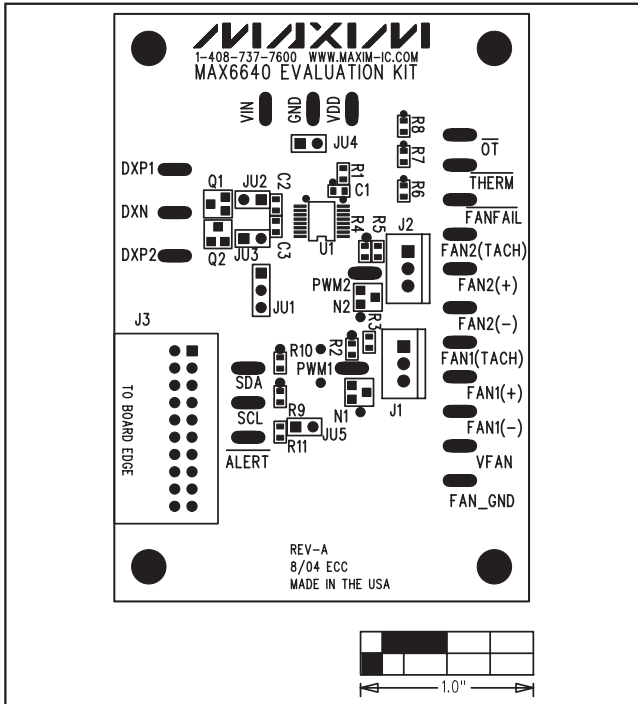 MAXIM
1-408-737-7600 WWW.MAXIM-IC.COM
MAX6640 EVALUATION KIT
VIN
GND
VDD
JU4
R8
R7
R6
OT
THERM
FANFAIL
FAN2(TACH)
FAN2(+)
FAN2(-)
FAN1(TACH)
FAN1(+)
FAN1(-)
VFAN
FAN_GND
DXP1
DXN
DXP2
Q1
Q2
JU2
JU3
C2
C3
R1
C1
U1
R4
R5
J2
PWM2
N2
JU1
J3
TO BOARD EDGE
R10
SDA
SCL
R9
R11
ALERT
JU5
PWM1
R2
R3
N1
J1
REV-A
8/04 ECC
MADE IN THE USA
1.0"